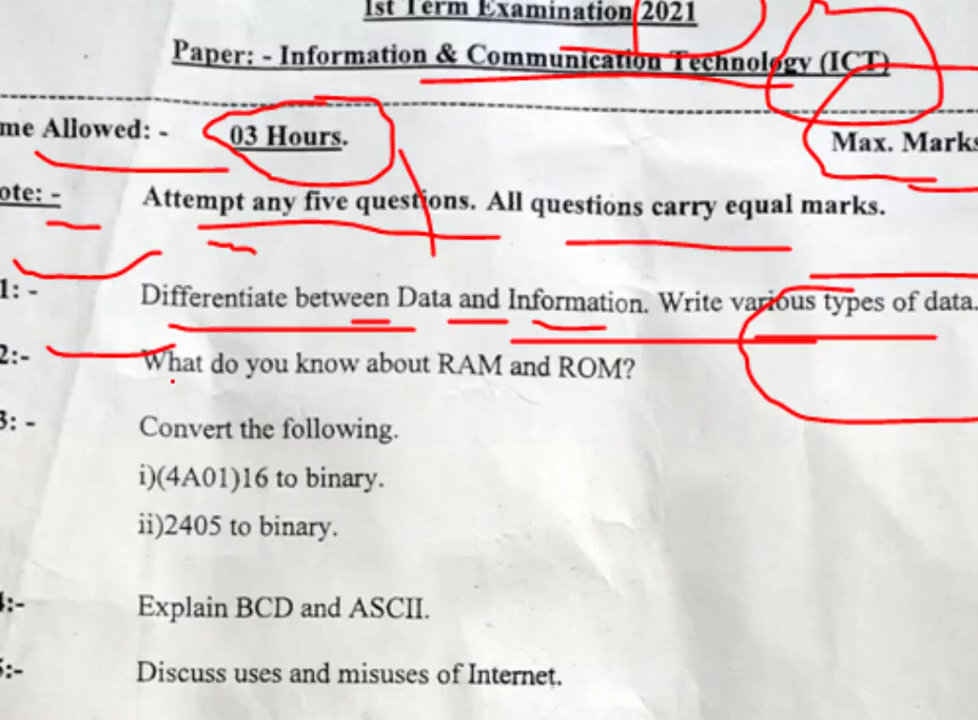 1st Term Examination 2021
Paper: - Information & Communication Technology (ICT)
me Allowed: - 03 Hours. Max. Marks
ote: - Attempt any five questions. All questions carry equal marks.
1: - Differentiate between Data and Information. Write various types of data.
2:- What do you know about RAM and ROM?
3: - Convert the following.
i)(4A01)16 to binary.
ii)2405 to binary.
4:- Explain BCD and ASCII.
5:- Discuss uses and misuses of Internet.